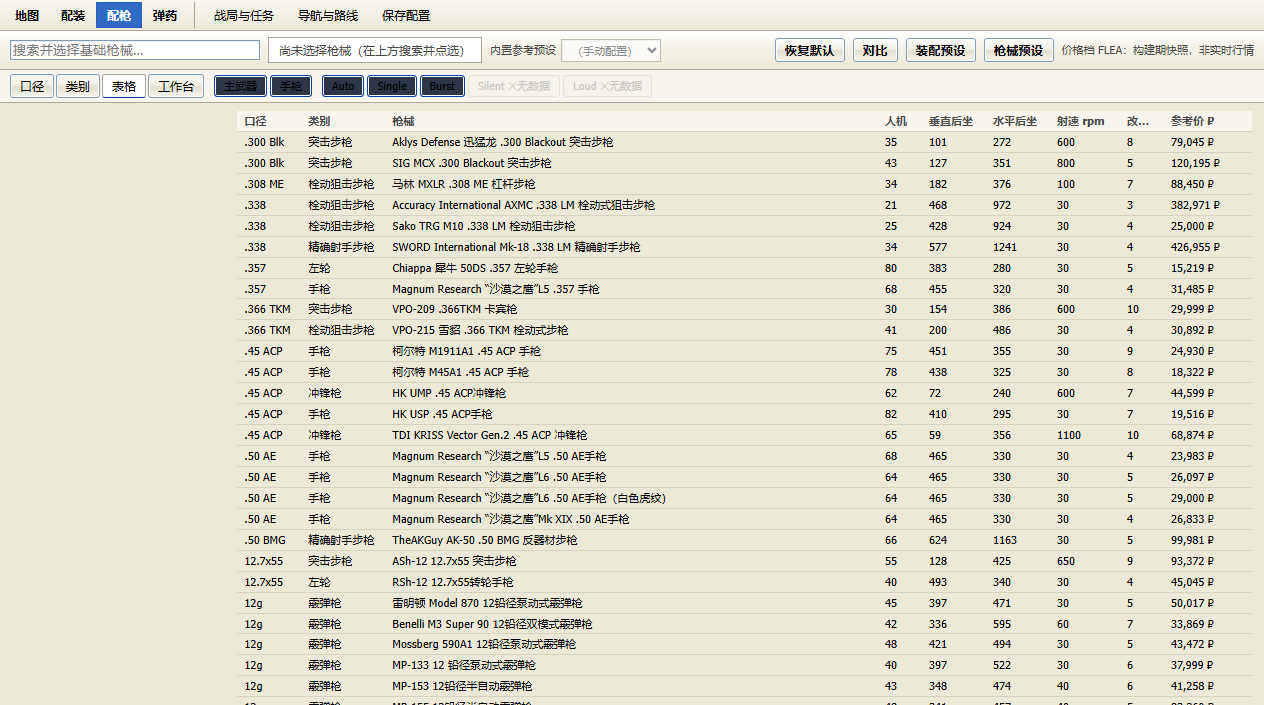 地图 配装 配枪 弹药 战局与任务 导航与路线 保存配置
搜索并选择基础枪械... 尚未选择枪械（在上方搜索并点选） 内置参考预设 （手动配置） 恢复默认 对比 装配预设 枪械预设 价格档 FLEA：构建期快照，非实时行情
口径 类别 表格 工作台 主武器 手枪 Auto Single Burst Silent ×无数据 Loud ×无数据
口径 类别 枪械 人机 垂直后坐 水平后坐 射速 rpm 改... 参考价 ₽
.300 Blk 突击步枪 Aklys Defense 迅猛龙 .300 Blackout 突击步枪 35 101 272 600 8 79,045 ₽
.300 Blk 突击步枪 SIG MCX .300 Blackout 突击步枪 43 127 351 800 5 120,195 ₽
.308 ME 栓动狙击步枪 马林 MXLR .308 ME 杠杆步枪 34 182 376 100 7 88,450 ₽
.338 栓动狙击步枪 Accuracy International AXMC .338 LM 栓动式狙击步枪 21 468 972 30 3 382,971 ₽
.338 栓动狙击步枪 Sako TRG M10 .338 LM 栓动狙击步枪 25 428 924 30 4 25,000 ₽
.338 精确射手步枪 SWORD International Mk-18 .338 LM 精确射手步枪 34 577 1241 30 4 426,955 ₽
.357 左轮 Chiappa 犀牛 50DS .357 左轮手枪 80 383 280 30 5 15,219 ₽
.357 手枪 Magnum Research “沙漠之鹰”L5 .357 手枪 68 455 320 30 4 31,485 ₽
.366 TKM 突击步枪 VPO-209 .366TKM 卡宾枪 30 154 386 600 10 29,999 ₽
.366 TKM 栓动狙击步枪 VPO-215 雪貂 .366 TKM 栓动式步枪 41 200 486 30 4 30,892 ₽
.45 ACP 手枪 柯尔特 M1911A1 .45 ACP 手枪 75 451 355 30 9 24,930 ₽
.45 ACP 手枪 柯尔特 M45A1 .45 ACP 手枪 78 438 325 30 8 18,322 ₽
.45 ACP 冲锋枪 HK UMP .45 ACP冲锋枪 62 72 240 600 7 44,599 ₽
.45 ACP 手枪 HK USP .45 ACP手枪 82 410 295 30 7 19,516 ₽
.45 ACP 冲锋枪 TDI KRISS Vector Gen.2 .45 ACP 冲锋枪 65 59 356 1100 10 68,874 ₽
.50 AE 手枪 Magnum Research “沙漠之鹰”L5 .50 AE手枪 68 465 330 30 4 23,983 ₽
.50 AE 手枪 Magnum Research “沙漠之鹰”L6 .50 AE手枪 64 465 330 30 5 26,097 ₽
.50 AE 手枪 Magnum Research “沙漠之鹰”L6 .50 AE手枪（白色虎纹） 64 465 330 30 5 29,000 ₽
.50 AE 手枪 Magnum Research “沙漠之鹰”Mk XIX .50 AE手枪 64 465 330 30 4 26,833 ₽
.50 BMG 精确射手步枪 TheAKGuy AK-50 .50 BMG 反器材步枪 66 624 1163 30 5 99,981 ₽
12.7x55 突击步枪 ASh-12 12.7x55 突击步枪 55 128 425 650 9 93,372 ₽
12.7x55 左轮 RSh-12 12.7x55转轮手枪 40 493 340 30 4 45,045 ₽
12g 霰弹枪 雷明顿 Model 870 12铅径泵动式霰弹枪 45 397 471 30 5 50,017 ₽
12g 霰弹枪 Benelli M3 Super 90 12铅径双模式霰弹枪 42 336 595 60 7 33,869 ₽
12g 霰弹枪 Mossberg 590A1 12铅径泵动式霰弹枪 48 421 494 30 5 43,472 ₽
12g 霰弹枪 MP-133 12 铅径泵动式霰弹枪 40 397 522 30 6 37,999 ₽
12g 霰弹枪 MP-153 12铅径半自动霰弹枪 43 348 474 40 6 41,258 ₽